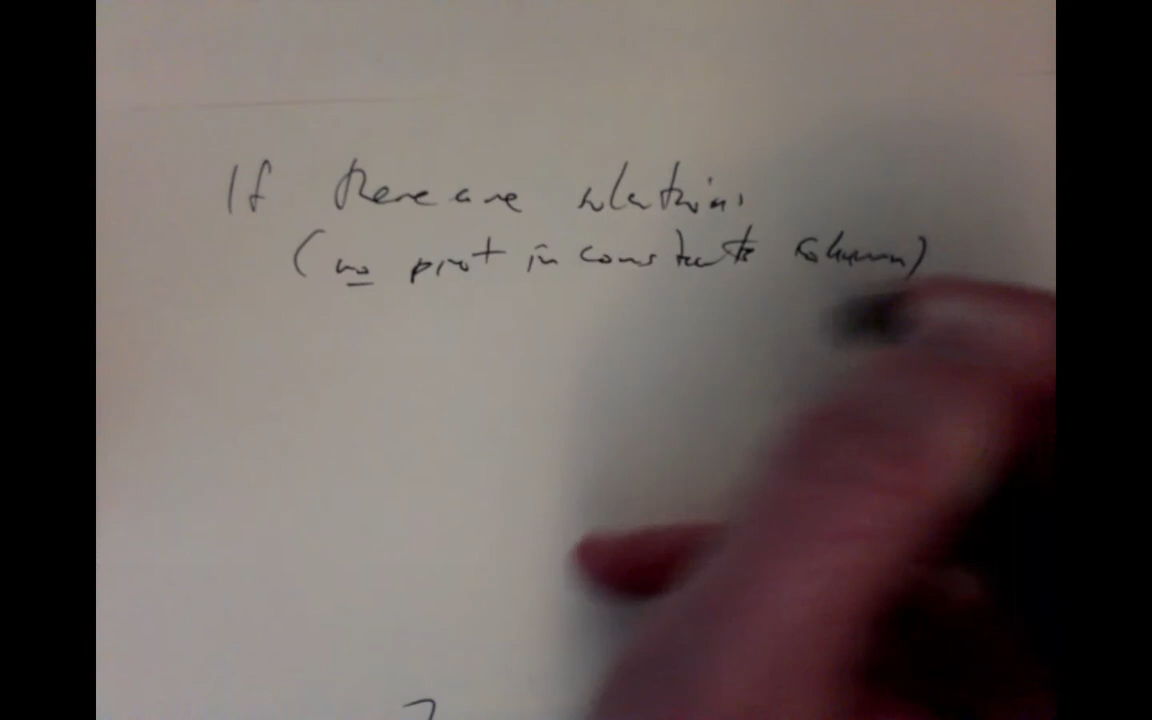 If there are solutions
(no pivot in constants column)